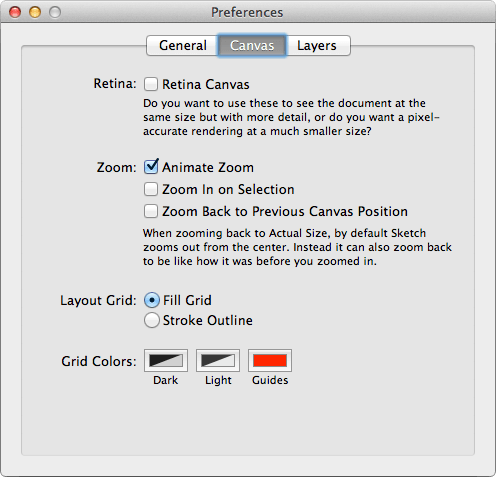 Preferences
General Canvas Layers
Retina: Retina Canvas
Do you want to use these to see the document at the
same size but with more detail, or do you want a pixel-
accurate rendering at a much smaller size?
Zoom: Animate Zoom
Zoom In on Selection
Zoom Back to Previous Canvas Position
When zooming back to Actual Size, by default Sketch
zooms out from the center. Instead it can also zoom back
to be like how it was before you zoomed in.
Layout Grid: Fill Grid
Stroke Outline
Grid Colors:
Dark Light Guides